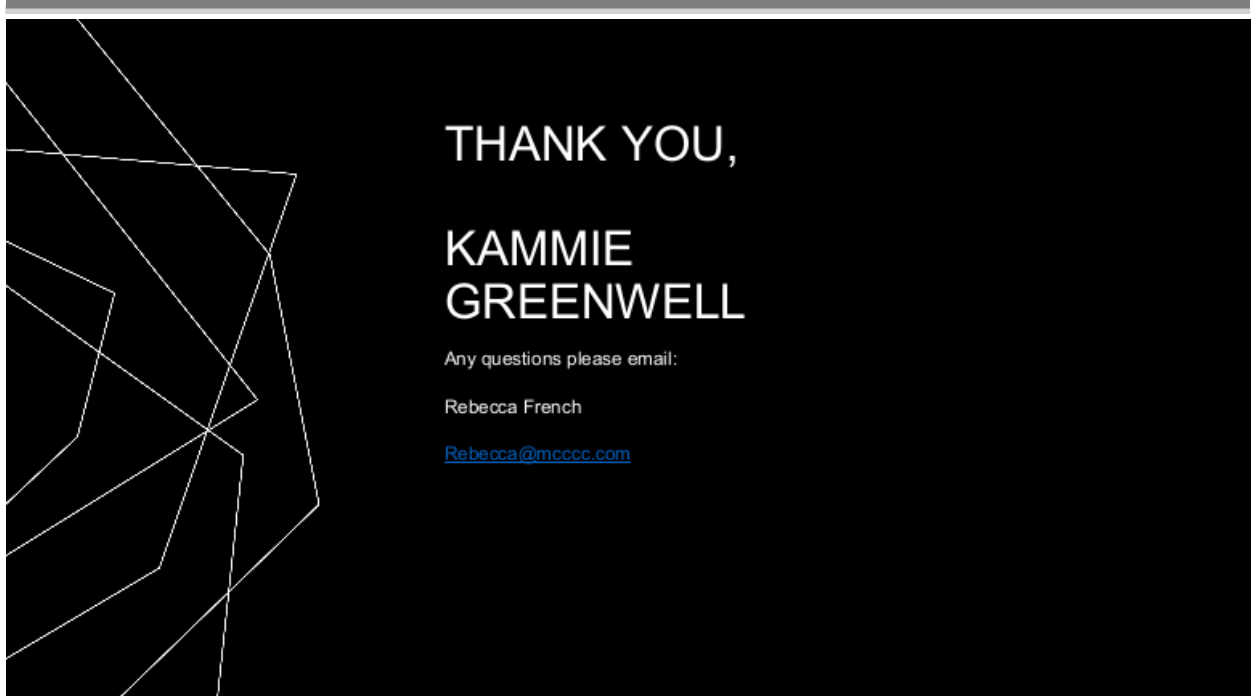 THANK YOU,
KAMMIE
GREENWELL
Any questions please email:
Rebecca French
Rebecca@mcccc.com